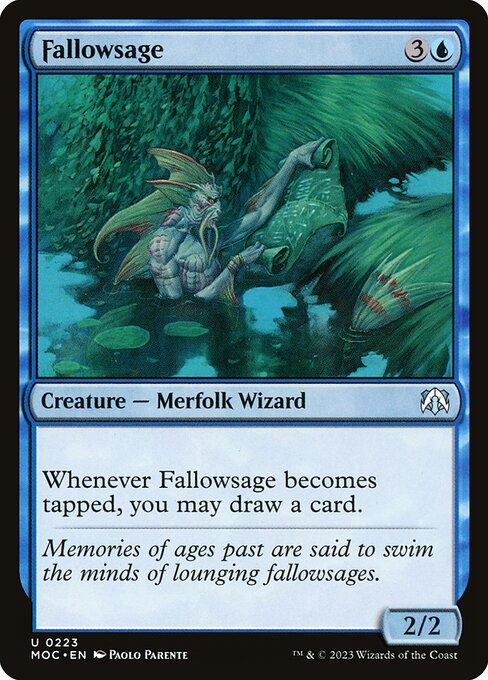 Fallowsage 3
Creature — Merfolk Wizard
Whenever Fallowsage becomes
tapped, you may draw a card.
Memories of ages past are said to swim
the minds of lounging fallowsages.
2/2
U 0223
MOC • EN Paolo Parente
™ & © 2023 Wizards of the Coast